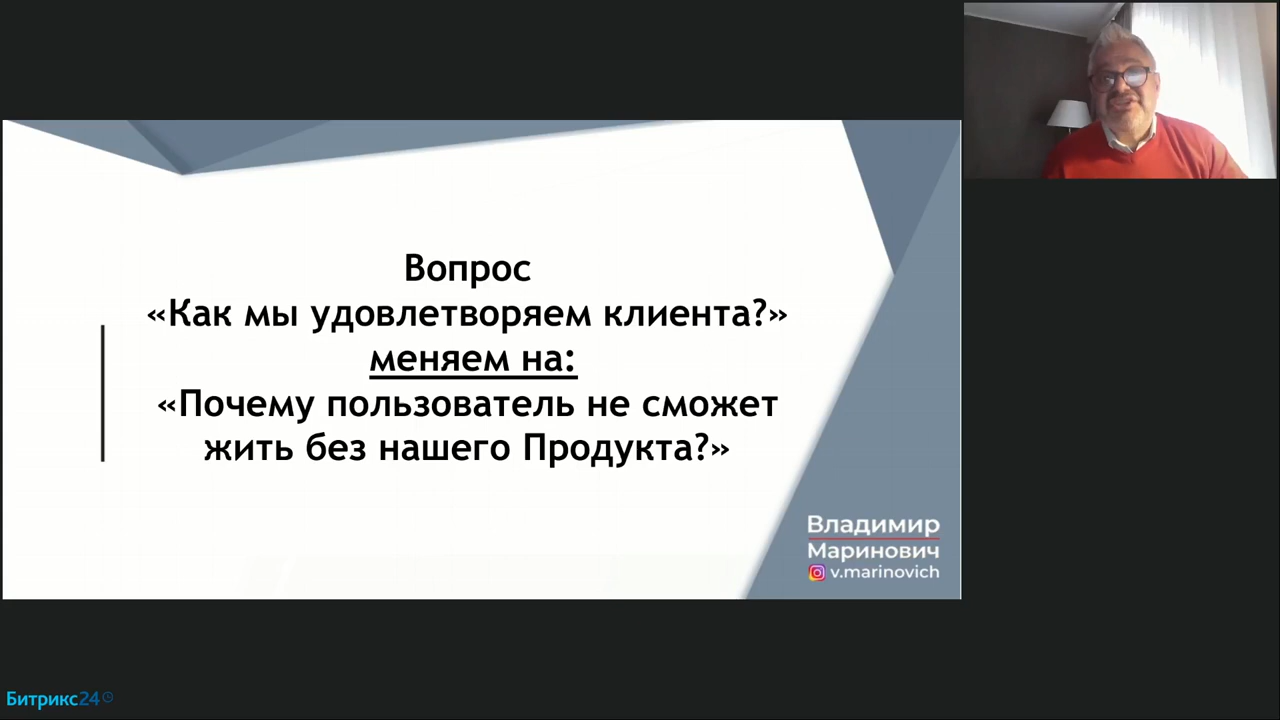 Вопрос
«Как мы удовлетворяем клиента?»
меняем на:
«Почему пользователь не сможет
жить без нашего Продукта?»
Владимир
Маринович
v.marinovich
Битрикс24